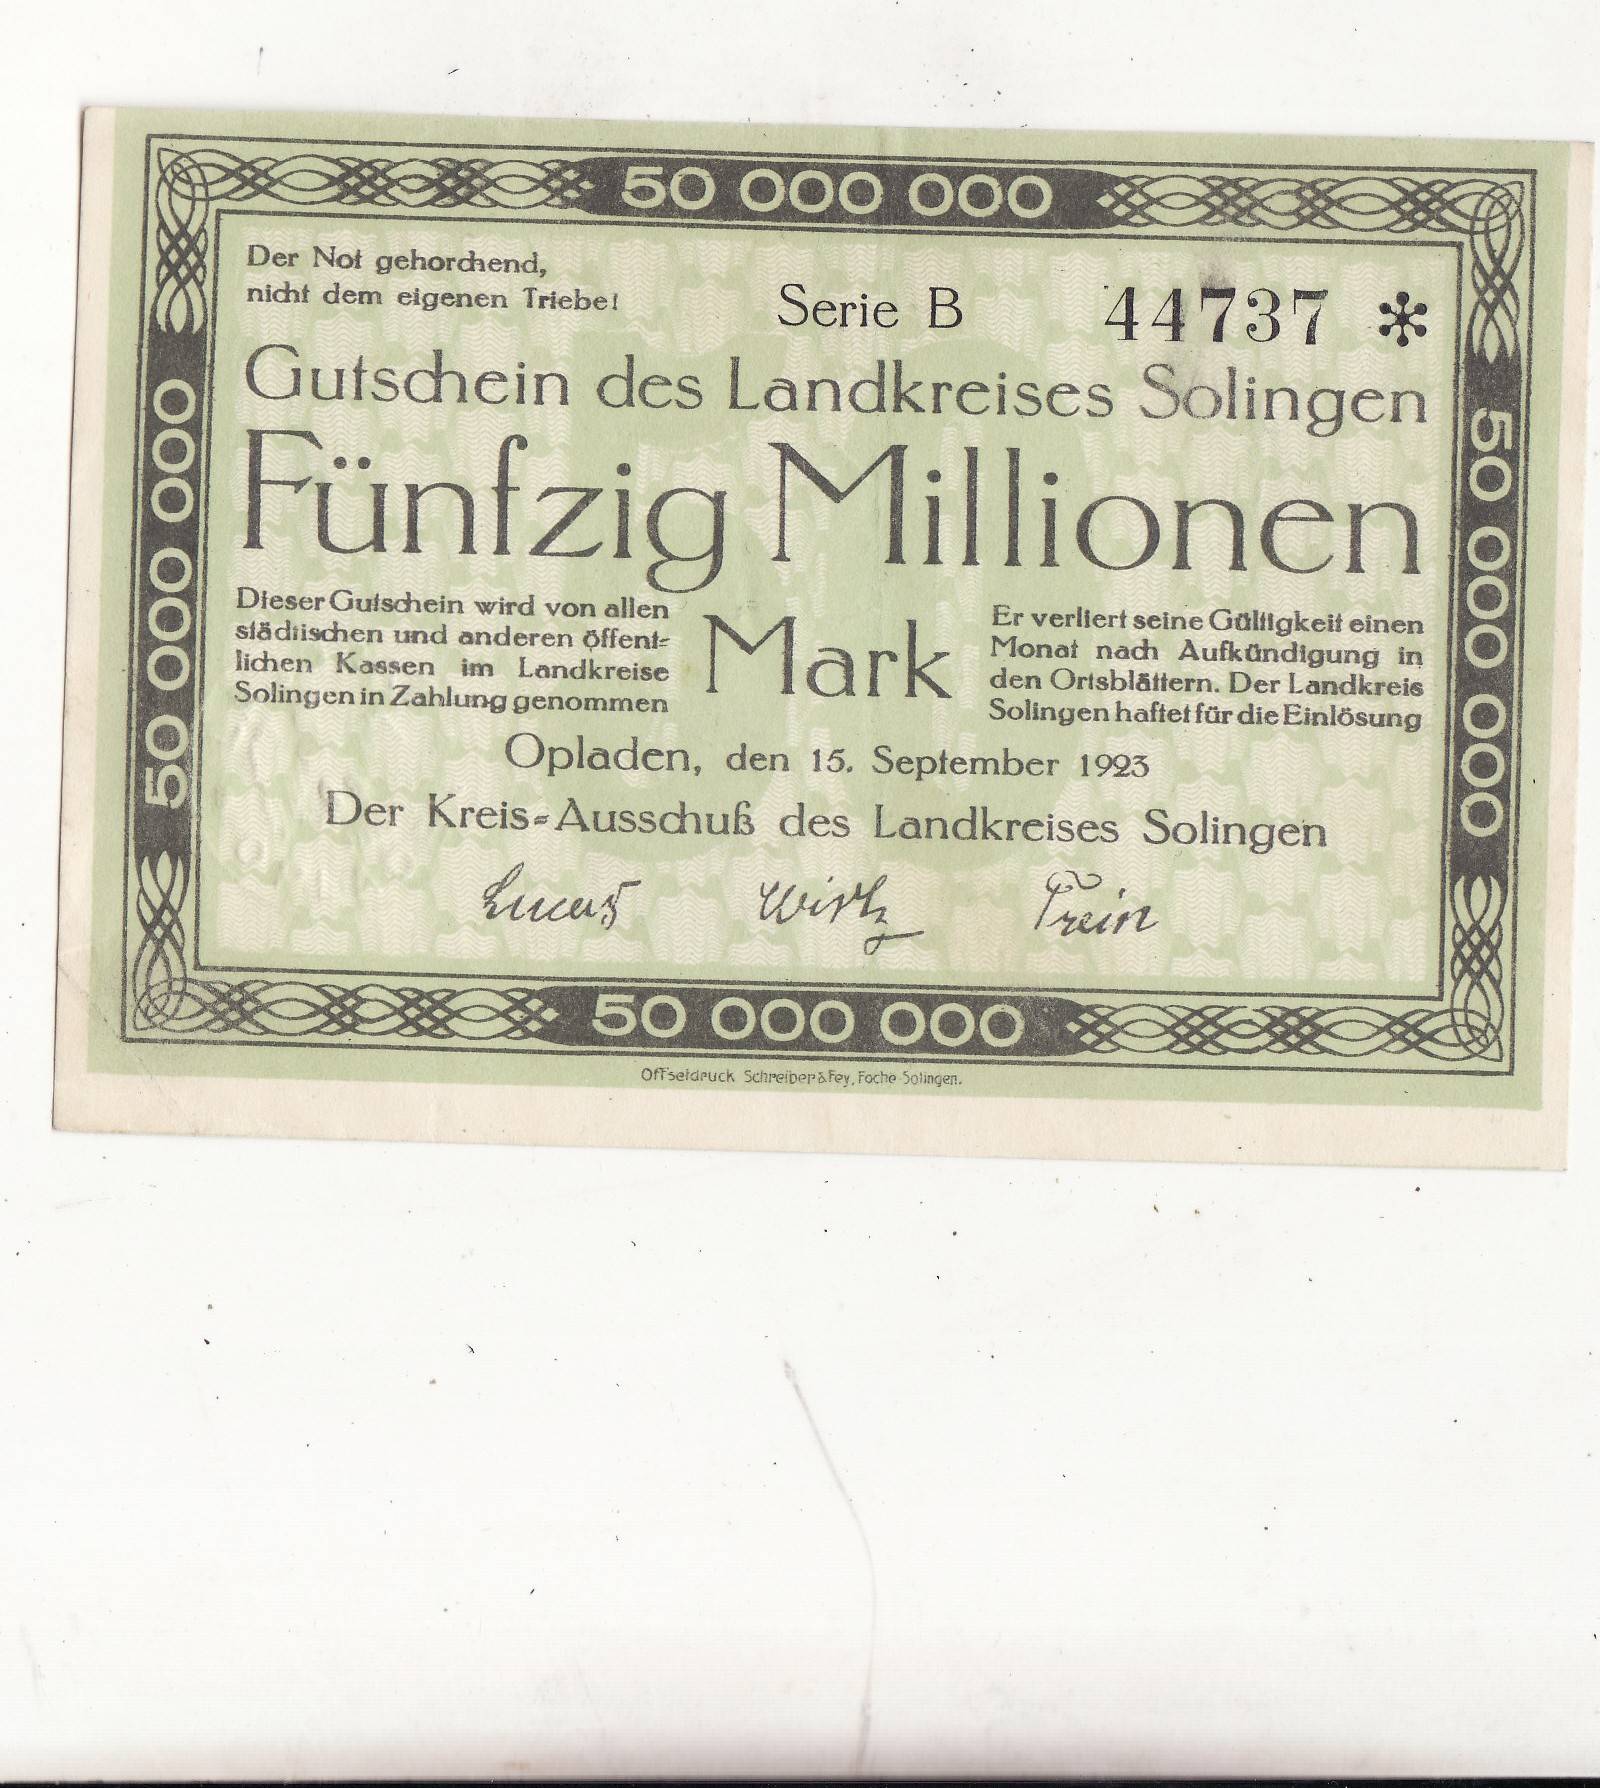 50 000 000
Der Not gehorchend,
nicht dem eigenen Triebe!
Serie B 44737 *
Gutschein des Landkreises Solingen
Fünfzig Millionen
Mark
Dieser Gutschein wird von allen
städtischen und anderen öffent=
lichen Kassen im Landkreise
Solingen in Zahlung genommen
Er verliert seine Gültigkeit einen
Monat nach Aufkündigung in
den Ortsblättern. Der Landkreis
Solingen haftet für die Einlösung
Opladen, den 15. September 1923
Der Kreis=Ausschuß des Landkreises Solingen
Lucas Wirtz Trein
50 000 000
50 000 000
50 000 000
Offsetdruck Schreiber & Fey, Foche-Solingen.